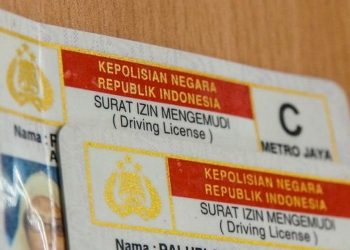 KEPOLISIAN NEGARA
REPUBLIK INDONESIA
SURAT IZIN MENGEMUDI
( Driving License )
C
METRO JAYA
Nama :
KEPOLISIAN NEGARA
REPUBLIK INDONESIA
SURAT IZIN MENGEMUDI
( Driving License )
Nama :